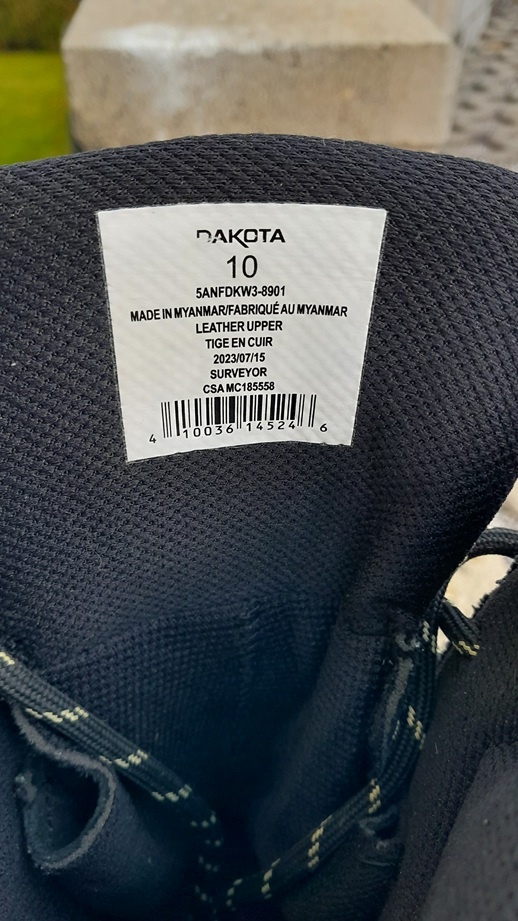 DAKOTA
10
5ANFDKW3-8901
MADE IN MYANMAR/FABRIQUÉ AU MYANMAR
LEATHER UPPER
TIGE EN CUIR
2023/07/15
SURVEYOR
CSA MC185558
4 10036 14524 6